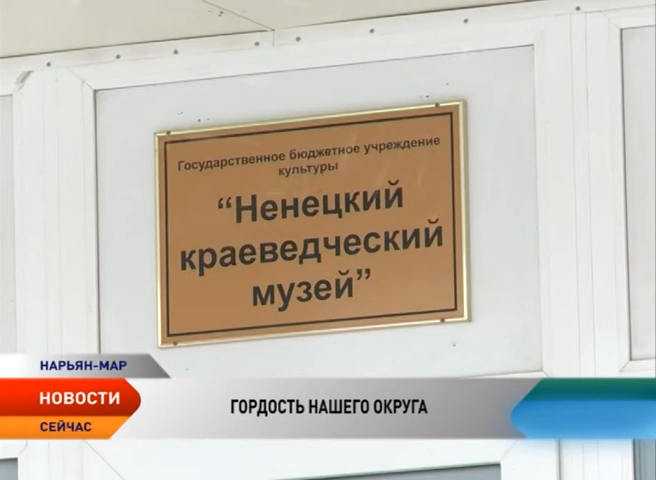 Государственное бюджетное учреждение
культуры
“Ненецкий
краеведческий
музей”
НАРЬЯН-МАР
НОВОСТИ
СЕЙЧАС
ГОРДОСТЬ НАШЕГО ОКРУГА